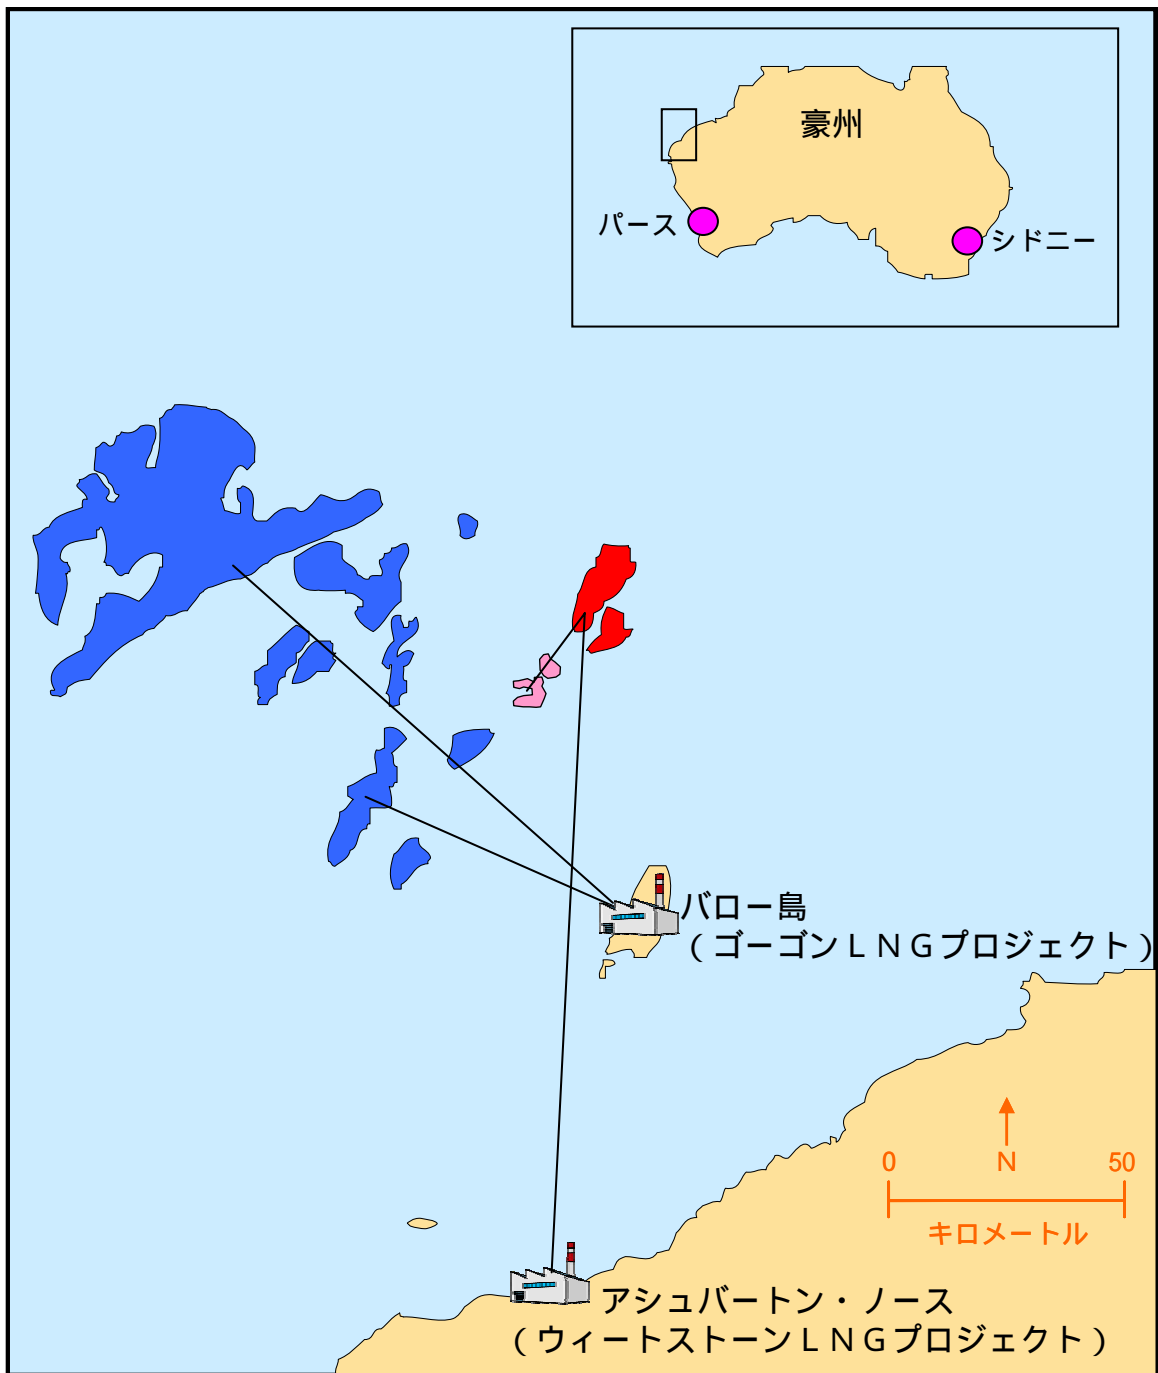 豪州
パース
シドニー
バロー島
（ゴーゴンＬＮＧプロジェクト）
0 N 50
キロメートル
アシュバートン・ノース
（ウィートストーンＬＮＧプロジェクト）